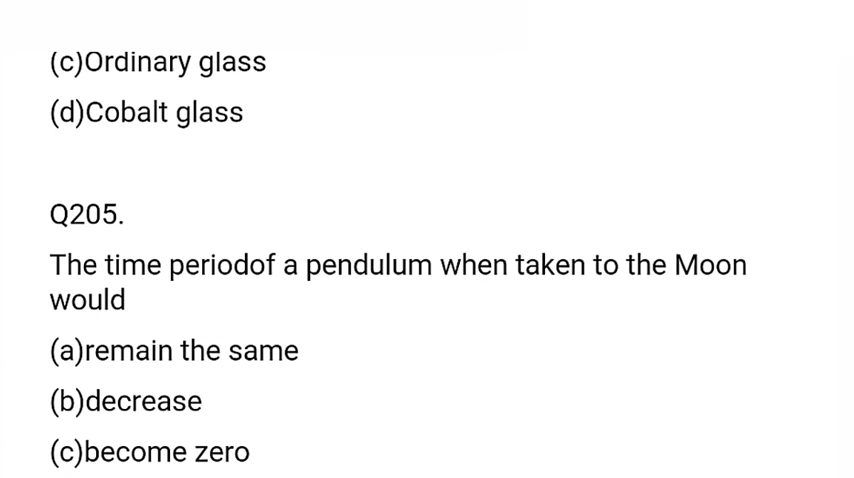 (c)Ordinary glass
(d)Cobalt glass
Q205.
The time periodof a pendulum when taken to the Moon
would
(a)remain the same
(b)decrease
(c)become zero